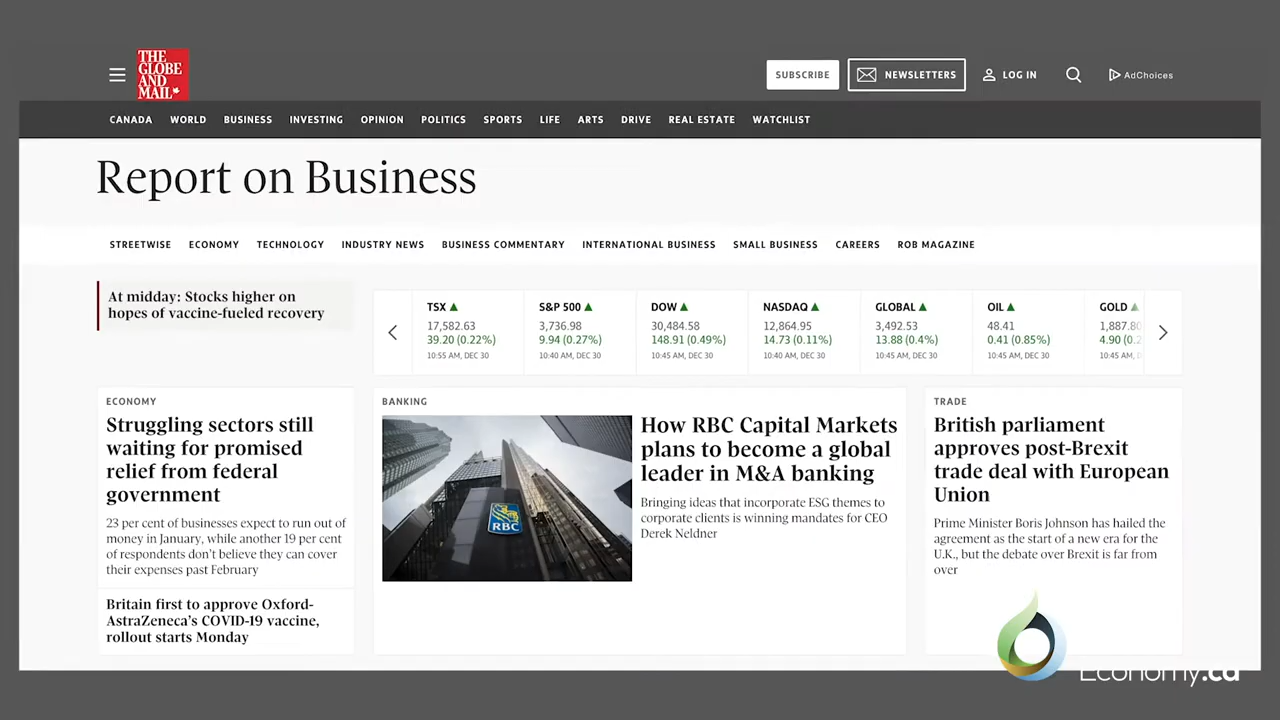 THE
GLOBE
AND
MAIL
SUBSCRIBE
NEWSLETTERS
LOG IN
AdChoices
CANADA WORLD BUSINESS INVESTING OPINION POLITICS SPORTS LIFE ARTS DRIVE REAL ESTATE WATCHLIST
Report on Business
STREETWISE ECONOMY TECHNOLOGY INDUSTRY NEWS BUSINESS COMMENTARY INTERNATIONAL BUSINESS SMALL BUSINESS CAREERS ROB MAGAZINE
At midday: Stocks higher on
hopes of vaccine-fueled recovery
TSX
17,582.63
39.20 (0.22%)
10:55 AM, DEC 30
S&P 500
3,736.98
9.94 (0.27%)
10:40 AM, DEC 30
DOW
30,484.58
148.91 (0.49%)
10:45 AM, DEC 30
NASDAQ
12,864.95
14.73 (0.11%)
10:40 AM, DEC 30
GLOBAL
3,492.53
13.88 (0.4%)
10:45 AM, DEC 30
OIL
48.41
0.41 (0.85%)
10:45 AM, DEC 30
GOLD
1,887.80
4.90 (0.2
10:45 AM, D
ECONOMY
Struggling sectors still
waiting for promised
relief from federal
government
23 per cent of businesses expect to run out of
money in January, while another 19 per cent
of respondents don't believe they can cover
their expenses past February
Britain first to approve Oxford-
AstraZeneca's COVID-19 vaccine,
rollout starts Monday
BANKING
RBC
How RBC Capital Markets
plans to become a global
leader in M&A banking
Bringing ideas that incorporate ESG themes to
corporate clients is winning mandates for CEO
Derek Neldner
TRADE
British parliament
approves post-Brexit
trade deal with European
Union
Prime Minister Boris Johnson has hailed the
agreement as the start of a new era for the
U.K., but the debate over Brexit is far from
over
Economy.ca